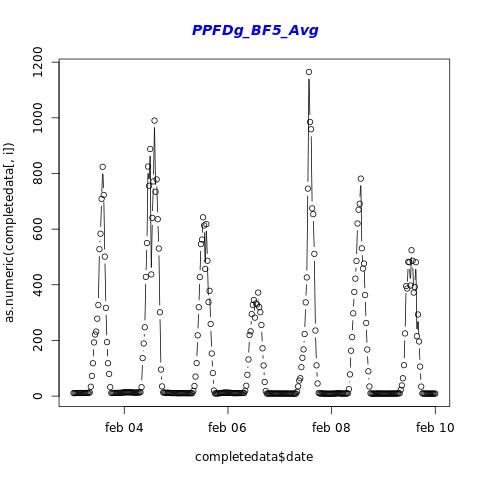 PPFDg_BF5_Avg
as.numeric(completedata[, i])
1200
1000
800
600
400
200
0
feb 04 feb 06 feb 08 feb 10
completedata$date